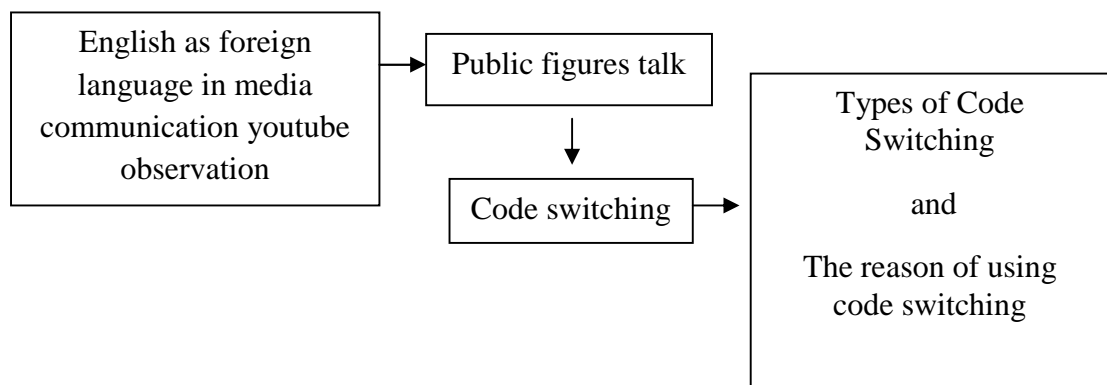 English as foreign
language in media
communication youtube
observation
Public figures talk
Code switching
Types of Code
Switching
and
The reason of using
code switching